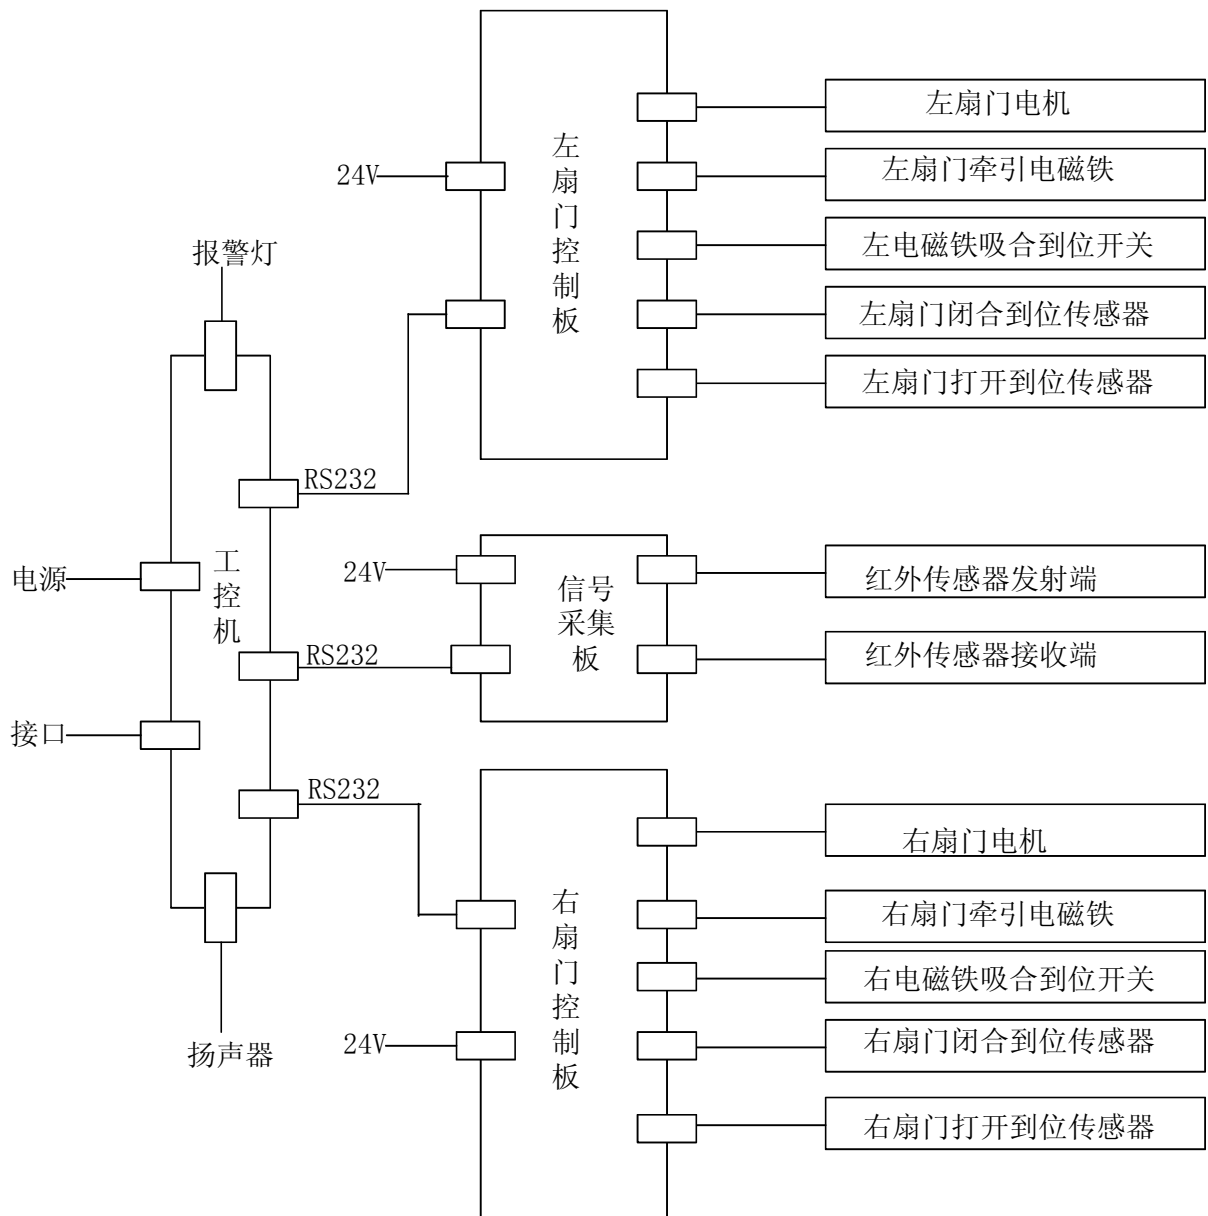 左扇门电机
左扇门牵引电磁铁
左电磁铁吸合到位开关
左扇门闭合到位传感器
左扇门打开到位传感器
左扇门控制板
24V
报警灯
RS232
工控机
电源
接口
扬声器
24V
RS232
信号
采集
板
红外传感器发射端
红外传感器接收端
RS232
右扇门控制板
24V
右扇门电机
右扇门牵引电磁铁
右电磁铁吸合到位开关
右扇门闭合到位传感器
右扇门打开到位传感器